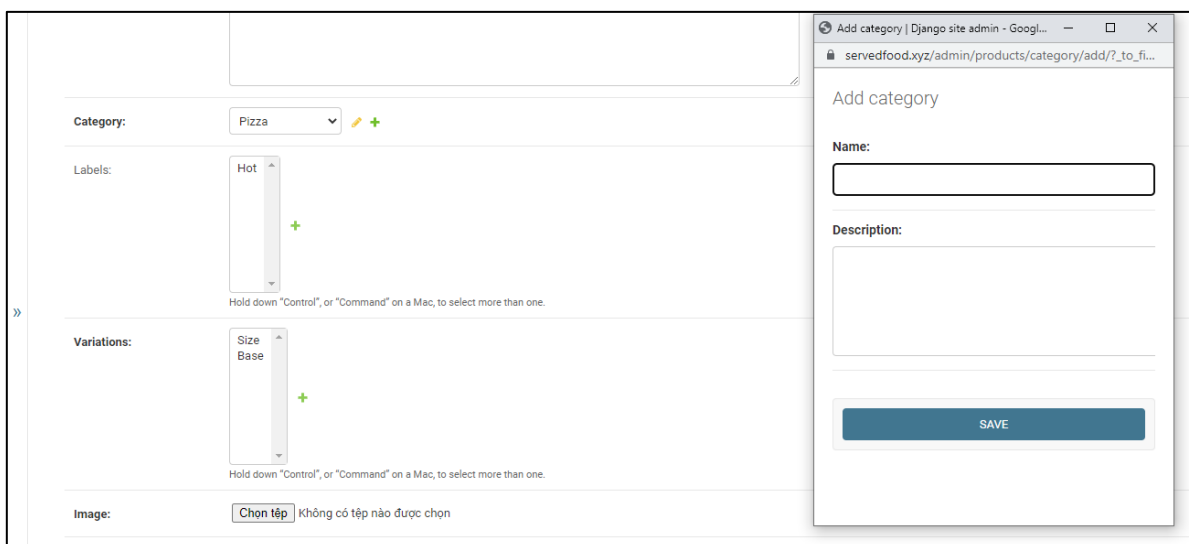 Category:
Pizza
Labels:
Hot
Hold down “Control”, or “Command” on a Mac, to select more than one.
»
Variations:
Size
Base
Hold down “Control”, or “Command” on a Mac, to select more than one.
Image:
Chọn tệp Không có tệp nào được chọn
Add category | Django site admin - Googl...
servedfood.xyz/admin/products/category/add/?_to_fi...
Add category
Name:
Description:
SAVE